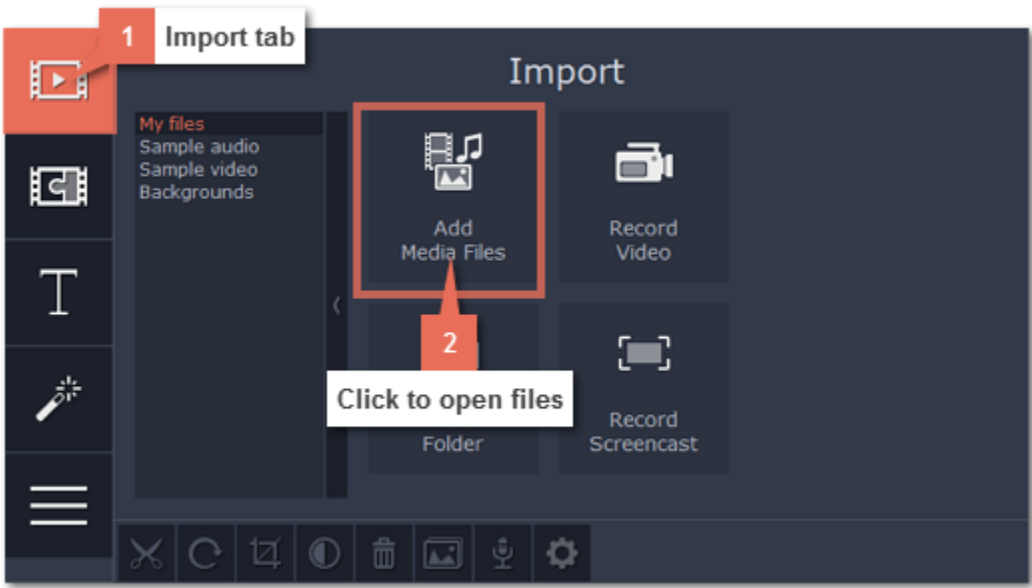 1 Import tab
Import
My files
Sample audio
Sample video
Backgrounds
Add
Media Files
Record
Video
2
Click to open files
Folder
Record
Screencast